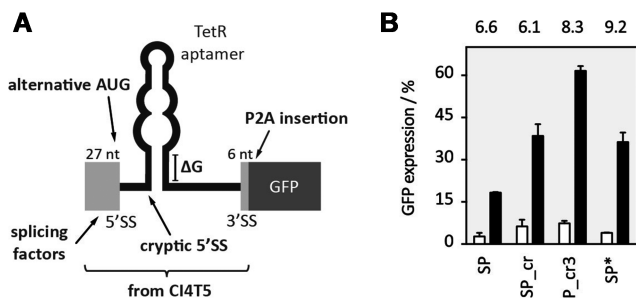 A
TetR
aptamer
alternative AUG
P2A insertion
27 nt
6 nt
ΔG
GFP
5'SS
3'SS
splicing
factors
cryptic 5'SS
from CI4T5
B
6.6 6.1 8.3 9.2
GFP expression / %
60
45
30
15
0
SP
SP_cr
P_cr3
SP*